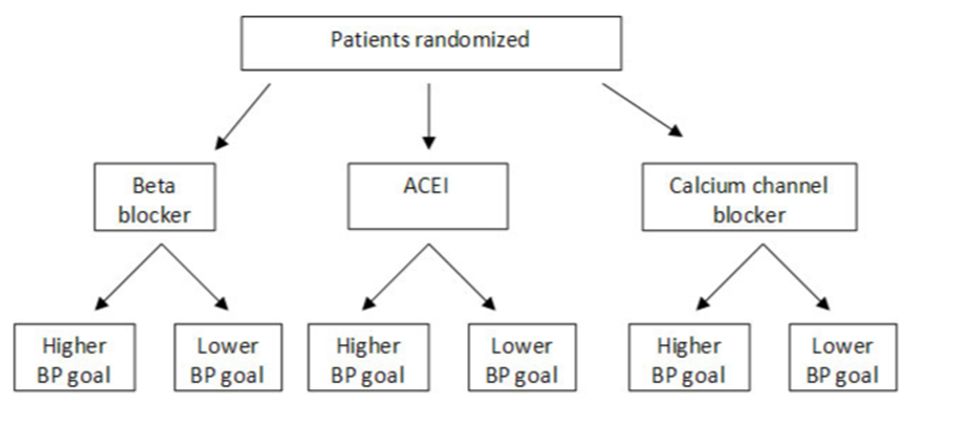 Patients randomized
Beta
blocker
ACEI
Calcium channel
blocker
Higher
BP goal
Lower
BP goal
Higher
BP goal
Lower
BP goal
Higher
BP goal
Lower
BP goal